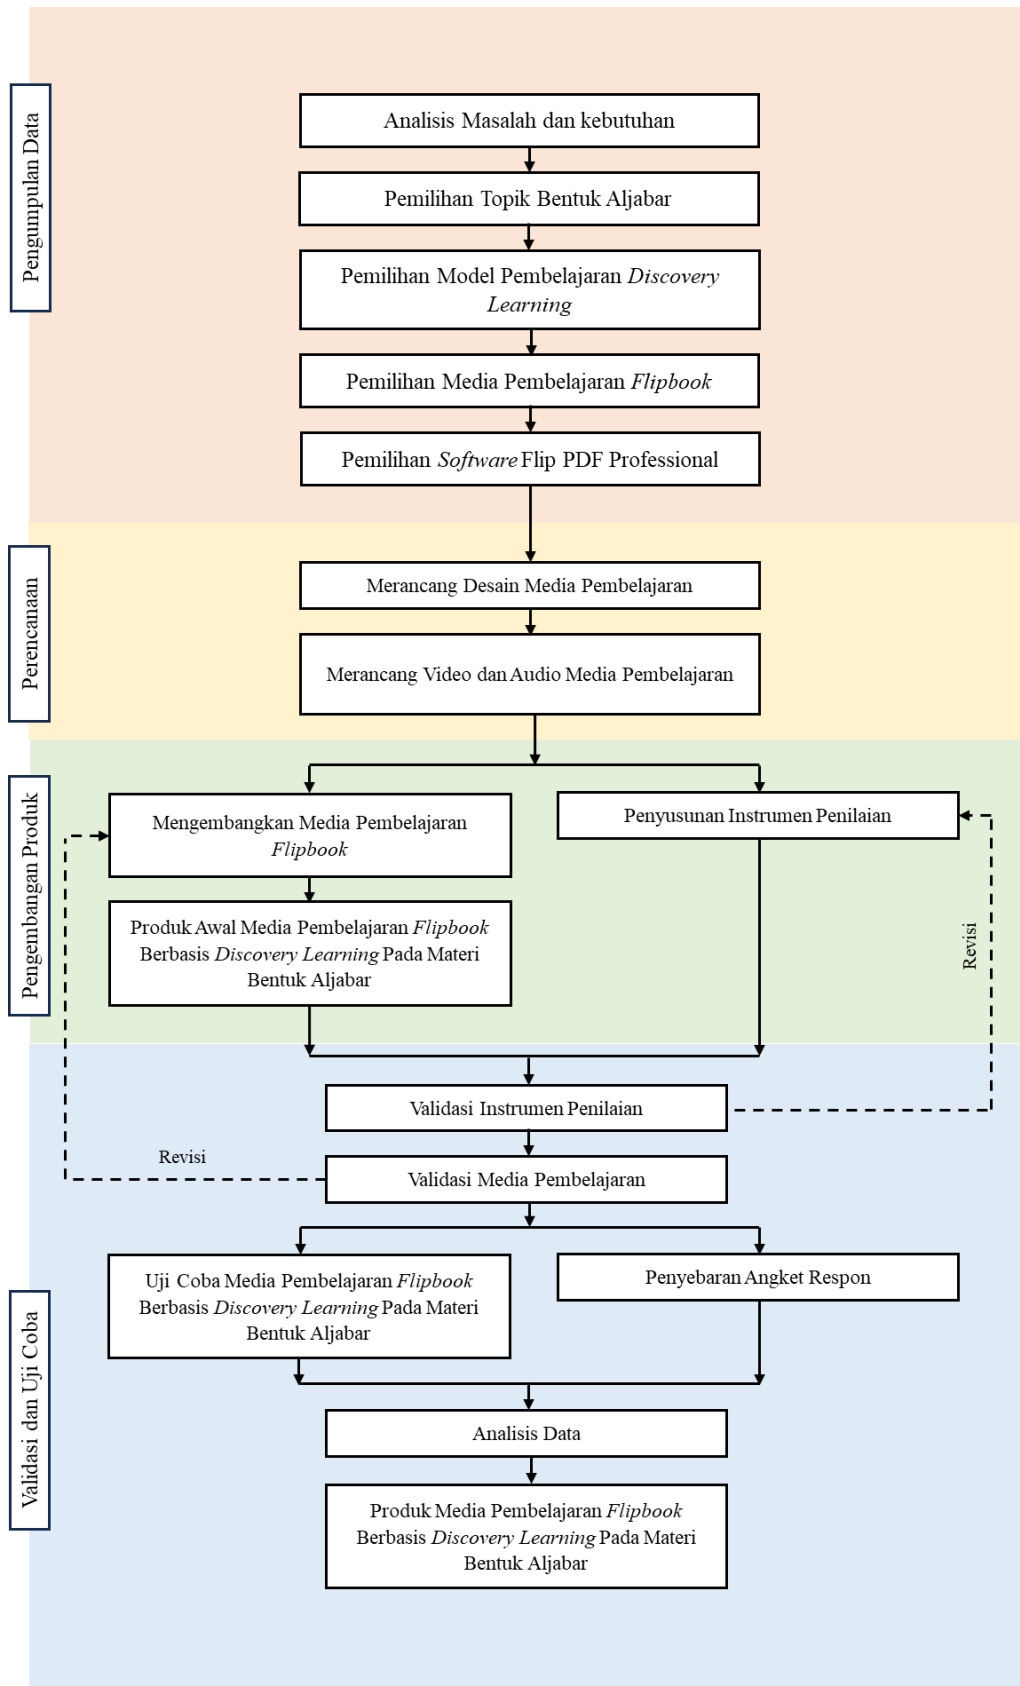 Pengumpulan Data
Analisis Masalah dan kebutuhan
Pemilihan Topik Bentuk Aljabar
Pemilihan Model Pembelajaran Discovery
Learning
Pemilihan Media Pembelajaran Flipbook
Pemilihan Software Flip PDF Professional
Perencanaan
Merancang Desain Media Pembelajaran
Merancang Video dan Audio Media Pembelajaran
Pengembangan Produk
Mengembangkan Media Pembelajaran
Flipbook
Penyusunan Instrumen Penilaian
Produk Awal Media Pembelajaran Flipbook
Berbasis Discovery Learning Pada Materi
Bentuk Aljabar
Revisi
Validasi Instrumen Penilaian
Revisi
Validasi Media Pembelajaran
Validasi dan Uji Coba
Uji Coba Media Pembelajaran Flipbook
Berbasis Discovery Learning Pada Materi
Bentuk Aljabar
Penyebaran Angket Respon
Analisis Data
Produk Media Pembelajaran Flipbook
Berbasis Discovery Learning Pada Materi
Bentuk Aljabar